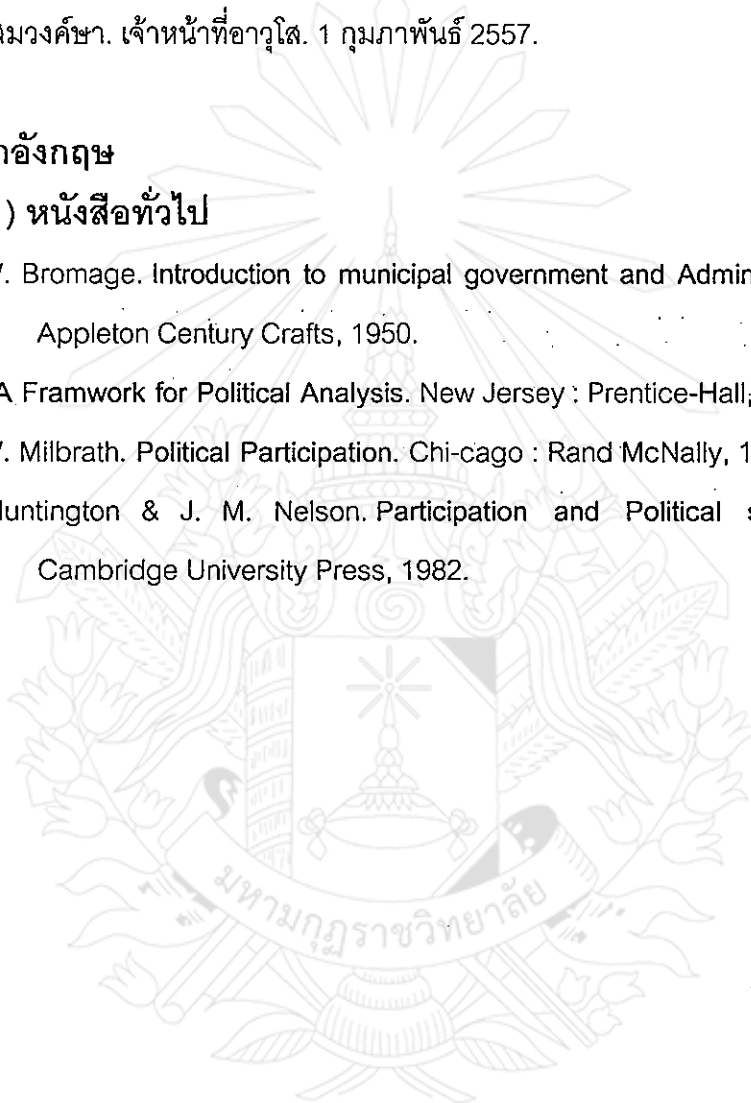 มวงค์ษา. เจ้าหน้าที่อาวุโส. 1 กุมภาพันธ์ 2557.
อังกฤษ
) หนังสือทั่วไป
. Bromage. Introduction to municipal government and Admin
Appleton Century Crafts, 1950.
A Framwork for Political Analysis. New Jersey : Prentice-Hall,
. Milbrath. Political Participation. Chi-cago : Rand McNally, 1
Huntington & J. M. Nelson. Participation and Political s
Cambridge University Press, 1982.
มหามกุฏราชวิทยาลัย